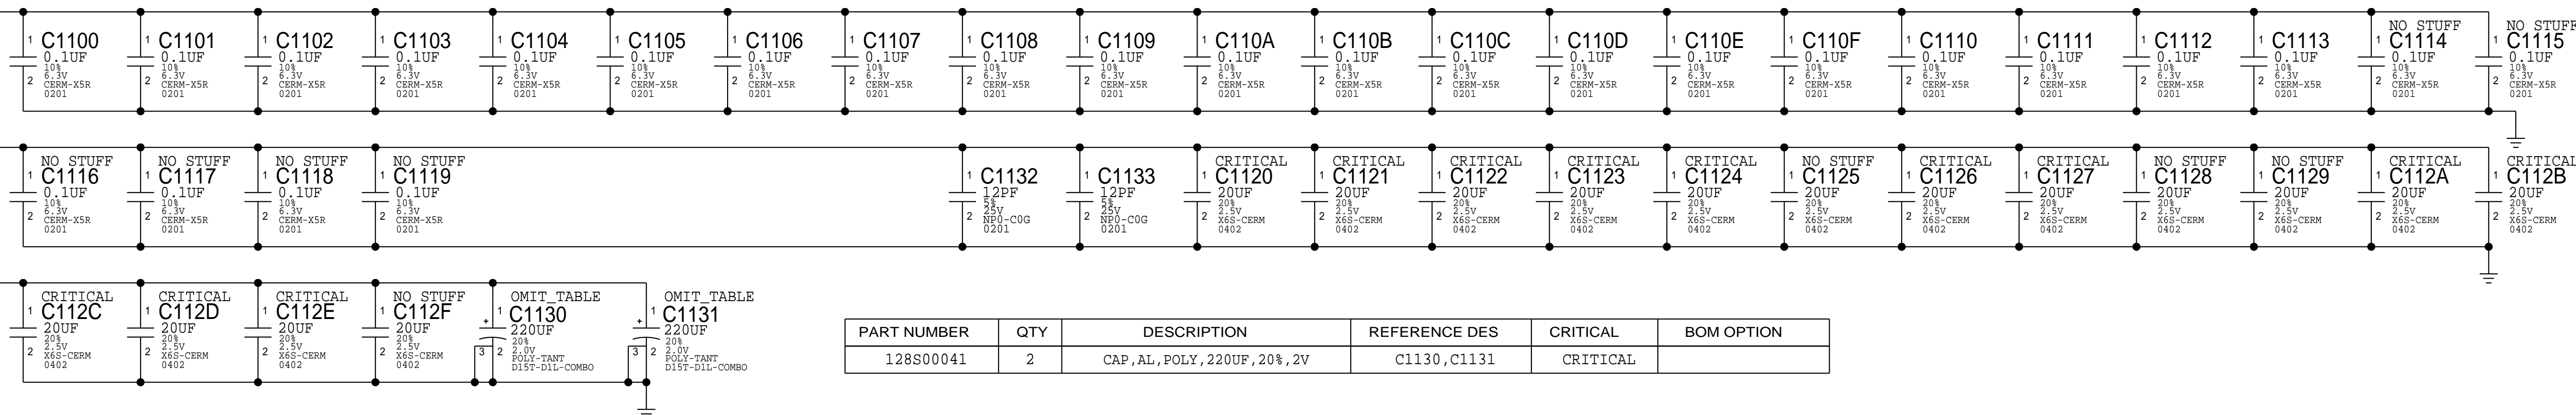 NO STUFF NO STUFF
1 C1100 1 C1101 1 C1102 1 C1103 1 C1104 1 C1105 1 C1106 1 C1107 1 C1108 1 C1109 1 C110A 1 C110B 1 C110C 1 C110D 1 C110E 1 C110F 1 C1110 1 C1111 1 C1112 1 C1113 1 C1114 1 C1115
0.1UF 0.1UF 0.1UF 0.1UF 0.1UF 0.1UF 0.1UF 0.1UF 0.1UF 0.1UF 0.1UF 0.1UF 0.1UF 0.1UF 0.1UF 0.1UF 0.1UF 0.1UF 0.1UF 0.1UF 0.1UF 0.1UF
10% 10% 10% 10% 10% 10% 10% 10% 10% 10% 10% 10% 10% 10% 10% 10% 10% 10% 10% 10% 10% 10%
2 6.3V 2 6.3V 2 6.3V 2 6.3V 2 6.3V 2 6.3V 2 6.3V 2 6.3V 2 6.3V 2 6.3V 2 6.3V 2 6.3V 2 6.3V 2 6.3V 2 6.3V 2 6.3V 2 6.3V 2 6.3V 2 6.3V 2 6.3V 2 6.3V 2 6.3V
CERM-X5R CERM-X5R CERM-X5R CERM-X5R CERM-X5R CERM-X5R CERM-X5R CERM-X5R CERM-X5R CERM-X5R CERM-X5R CERM-X5R CERM-X5R CERM-X5R CERM-X5R CERM-X5R CERM-X5R CERM-X5R CERM-X5R CERM-X5R CERM-X5R CERM-X5R
0201 0201 0201 0201 0201 0201 0201 0201 0201 0201 0201 0201 0201 0201 0201 0201 0201 0201 0201 0201 0201 0201
NO STUFF NO STUFF NO STUFF NO STUFF CRITICAL CRITICAL CRITICAL CRITICAL CRITICAL NO STUFF CRITICAL CRITICAL NO STUFF NO STUFF CRITICAL CRITICAL
1 C1116 1 C1117 1 C1118 1 C1119 1 C1132 1 C1133 1 C1120 1 C1121 1 C1122 1 C1123 1 C1124 1 C1125 1 C1126 1 C1127 1 C1128 1 C1129 1 C112A 1 C112B
0.1UF 0.1UF 0.1UF 0.1UF 12PF 12PF 20UF 20UF 20UF 20UF 20UF 20UF 20UF 20UF 20UF 20UF 20UF 20UF
10% 10% 10% 10% 5% 5% 20% 20% 20% 20% 20% 20% 20% 20% 20% 20% 20% 20%
2 6.3V 2 6.3V 2 6.3V 2 6.3V 2 25V 2 25V 2 2.5V 2 2.5V 2 2.5V 2 2.5V 2 2.5V 2 2.5V 2 2.5V 2 2.5V 2 2.5V 2 2.5V 2 2.5V 2 2.5V
CERM-X5R CERM-X5R CERM-X5R CERM-X5R NP0-C0G NP0-C0G X6S-CERM X6S-CERM X6S-CERM X6S-CERM X6S-CERM X6S-CERM X6S-CERM X6S-CERM X6S-CERM X6S-CERM X6S-CERM X6S-CERM
0201 0201 0201 0201 0201 0201 0402 0402 0402 0402 0402 0402 0402 0402 0402 0402 0402 0402
CRITICAL CRITICAL CRITICAL NO STUFF OMIT_TABLE OMIT_TABLE
1 C112C 1 C112D 1 C112E 1 C112F 1 C1130 1 C1131
20UF 20UF 20UF 20UF + 220UF + 220UF
20% 20% 20% 20% 20% 20%
2 2.5V 2 2.5V 2 2.5V 2 2.5V 3 2 2.0V 3 2 2.0V
X6S-CERM X6S-CERM X6S-CERM X6S-CERM POLY-TANT POLY-TANT
0402 0402 0402 0402 D15T-D1L-COMBO D15T-D1L-COMBO
PART NUMBER QTY DESCRIPTION REFERENCE DES CRITICAL BOM OPTION
128S00041 2 CAP,AL,POLY,220UF,20%,2V C1130,C1131 CRITICAL